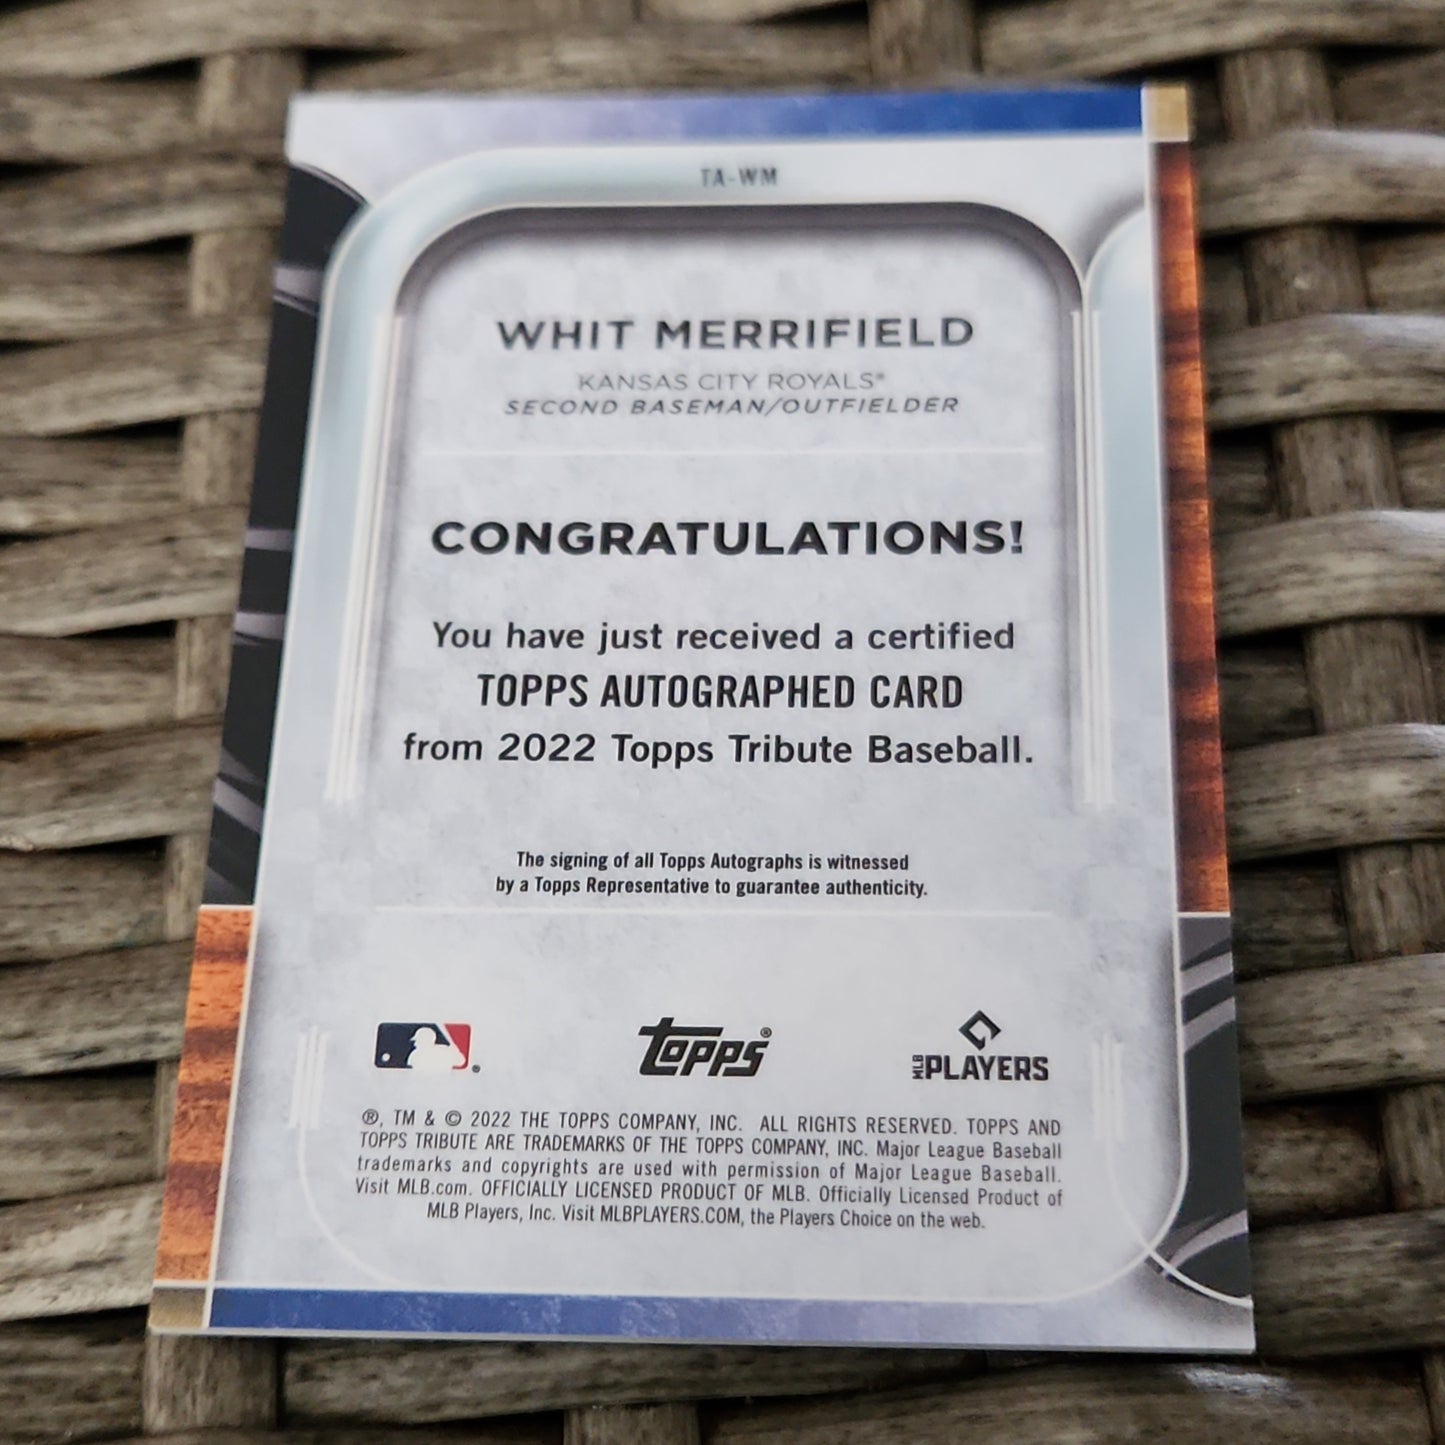 TA-WM
WHIT MERRIFIELD
KANSAS CITY ROYALS®
SECOND BASEMAN/OUTFIELDER
CONGRATULATIONS!
You have just received a certified
TOPPS AUTOGRAPHED CARD
from 2022 Topps Tribute Baseball.
The signing of all Topps Autographs is witnessed
by a Topps Representative to guarantee authenticity.
®
Topps®
MLB PLAYERS
®, TM & © 2022 THE TOPPS COMPANY, INC. ALL RIGHTS RESERVED. TOPPS AND
TOPPS TRIBUTE ARE TRADEMARKS OF THE TOPPS COMPANY, INC. Major League Baseball
trademarks and copyrights are used with permission of Major League Baseball.
Visit MLB.com. OFFICIALLY LICENSED PRODUCT OF MLB. Officially Licensed Product of
MLB Players, Inc. Visit MLBPLAYERS.COM, the Players Choice on the web.